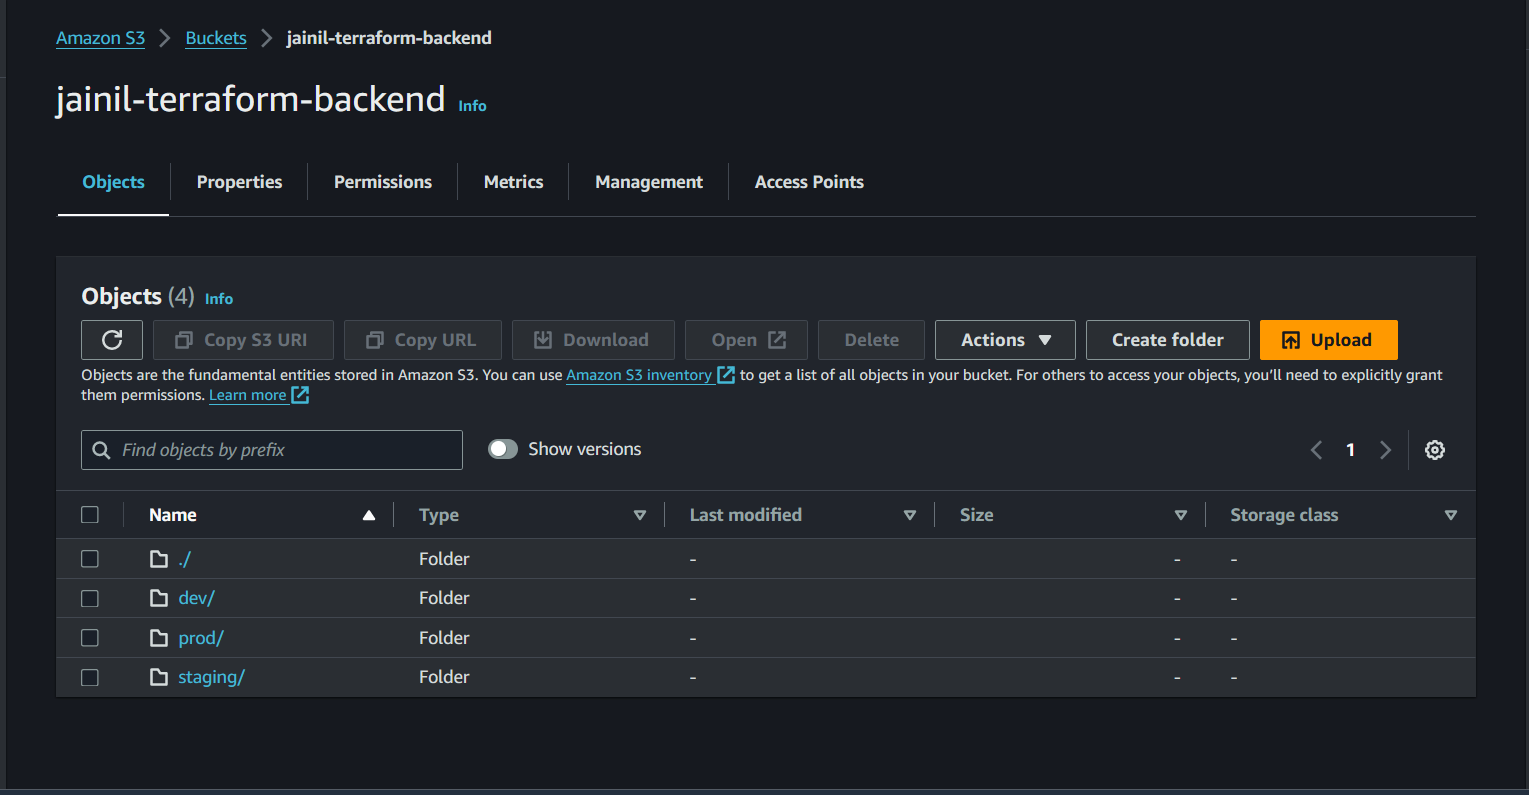 Amazon S3 > Buckets > jainil-terraform-backend
jainil-terraform-backend Info
Objects Properties Permissions Metrics Management Access Points
Objects (4) Info
Copy S3 URI Copy URL Download Open Delete Actions Create folder Upload
Objects are the fundamental entities stored in Amazon S3. You can use Amazon S3 inventory to get a list of all objects in your bucket. For others to access your objects, you’ll need to explicitly grant
them permissions. Learn more
Find objects by prefix Show versions 1
Name Type Last modified Size Storage class
./ Folder - - -
dev/ Folder - - -
prod/ Folder - - -
staging/ Folder - - -